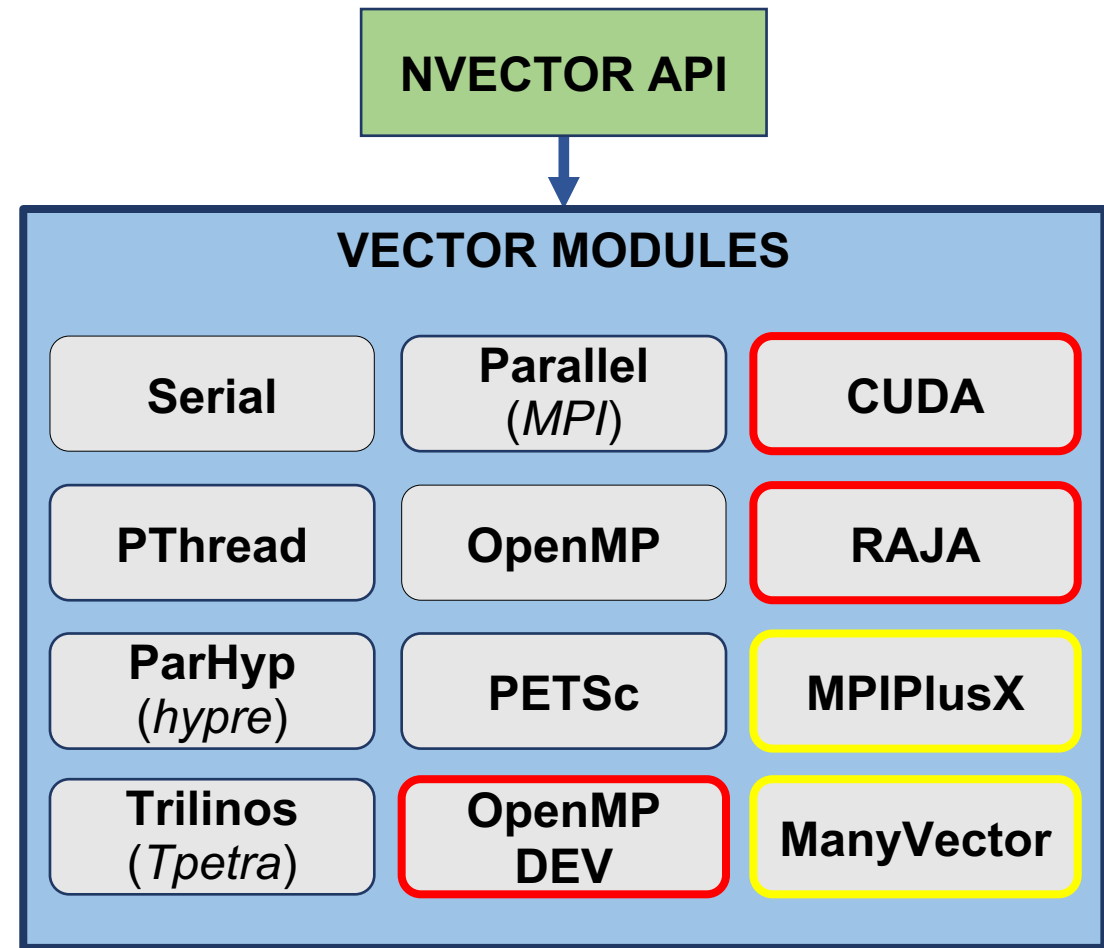 NVECTOR API
VECTOR MODULES
Serial
Parallel
(MPI)
CUDA
PThread
OpenMP
RAJA
ParHyp
(hypre)
PETSc
MPIPlusX
Trilinos
(Tpetra)
OpenMP
DEV
ManyVector